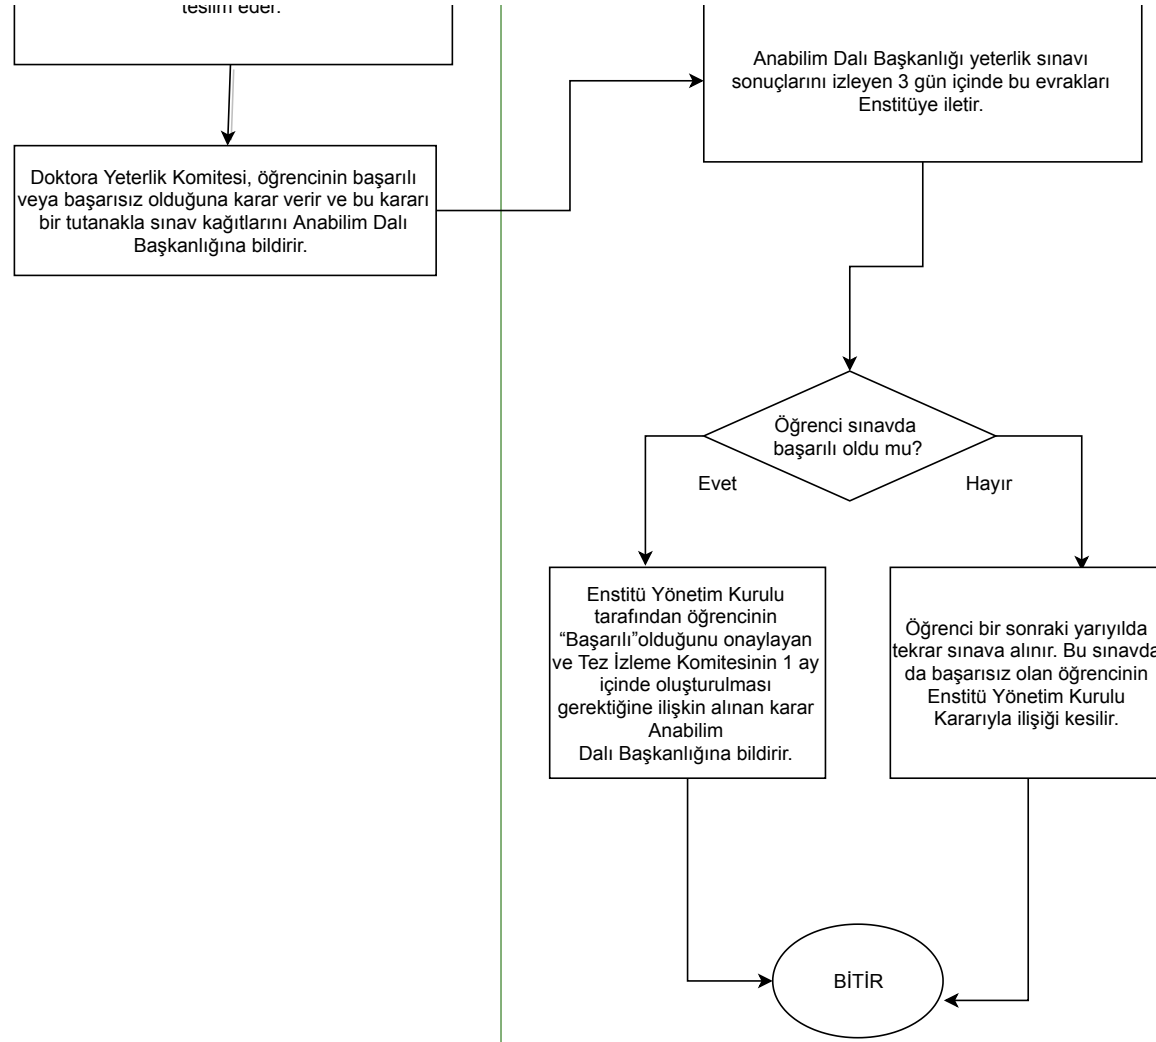 teslim eder.
Anabilim Dalı Başkanlığı yeterlik sınavı
sonuçlarını izleyen 3 gün içinde bu evrakları
Enstitüye iletir.
Doktora Yeterlik Komitesi, öğrencinin başarılı
veya başarısız olduğuna karar verir ve bu kararı
bir tutanakla sınav kağıtlarını Anabilim Dalı
Başkanlığına bildirir.
Öğrenci sınavda
başarılı oldu mu?
Evet
Hayır
Enstitü Yönetim Kurulu
tarafından öğrencinin
“Başarılı”olduğunu onaylayan
ve Tez İzleme Komitesinin 1 ay
içinde oluşturulması
gerektiğine ilişkin alınan karar
Anabilim
Dalı Başkanlığına bildirir.
Öğrenci bir sonraki yarıyılda
tekrar sınava alınır. Bu sınavda
da başarısız olan öğrencinin
Enstitü Yönetim Kurulu
Kararıyla ilişiği kesilir.
BİTİR